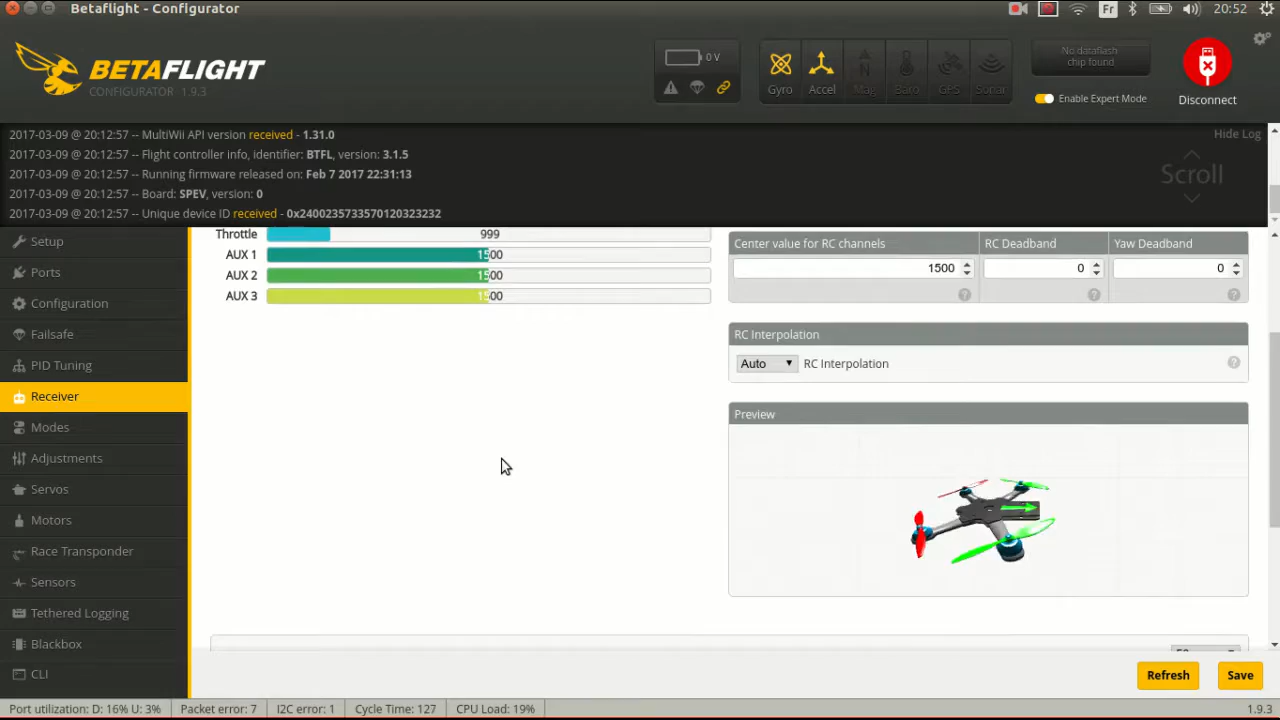 Betaflight - Configurator
Fr
20:52
BETAFLIGHT
CONFIGURATOR 1.9.3
0 V
Gyro
Accel
Mag
Baro
GPS
Sonar
No dataflash
chip found
Enable Expert Mode
Disconnect
2017-03-09 @ 20:12:57 -- MultiWii API version received - 1.31.0
2017-03-09 @ 20:12:57 -- Flight controller info, identifier: BTFL, version: 3.1.5
2017-03-09 @ 20:12:57 -- Running firmware released on: Feb 7 2017 22:31:13
2017-03-09 @ 20:12:57 -- Board: SPEV, version: 0
2017-03-09 @ 20:12:57 -- Unique device ID received - 0x2400235733570120323232
Hide Log
Scroll
Setup
Ports
Configuration
Failsafe
PID Tuning
Receiver
Modes
Adjustments
Servos
Motors
Race Transponder
Sensors
Tethered Logging
Blackbox
CLI
Throttle 999
AUX 1 1500
AUX 2 1500
AUX 3 1500
Center value for RC channels
RC Deadband
Yaw Deadband
1500
0
0
RC Interpolation
Auto
RC Interpolation
Preview
Refresh
Save
Port utilization: D: 16% U: 3%
Packet error: 7
I2C error: 1
Cycle Time: 127
CPU Load: 19%
1.9.3